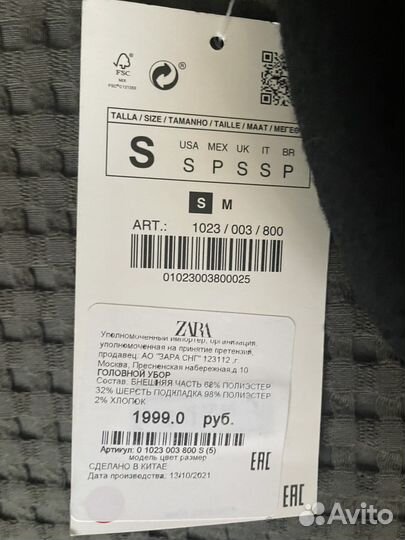 FSC
MIX
TALLA / SIZE / TAMANHO / TAILLE / MAAT / ΜΕΓΕΘ
S
USA MEX UK IT BR
S P S S P
S M
ART.: 1023 / 003 / 800
01023003800025
ZARA
Уполномоченный импортер, организация,
уполномоченная на принятие претензий,
продавец: АО "ЗАРА СНГ" 123112 ,г.
Москва, Пресненская набережная,д 10
ГОЛОВНОЙ УБОР
Состав: ВНЕШНЯЯ ЧАСТЬ 68% ПОЛИЭСТЕР
32% ШЕРСТЬ ПОДКЛАДКА 98% ПОЛИЭСТЕР
2% ХЛОПОК
1999.0 руб.
Артикул: 0 1023 003 800 S (5)
модель цвет размер
СДЕЛАНО В КИТАЕ
Дата производства: 13/10/2021
EAC
EAC
Avito